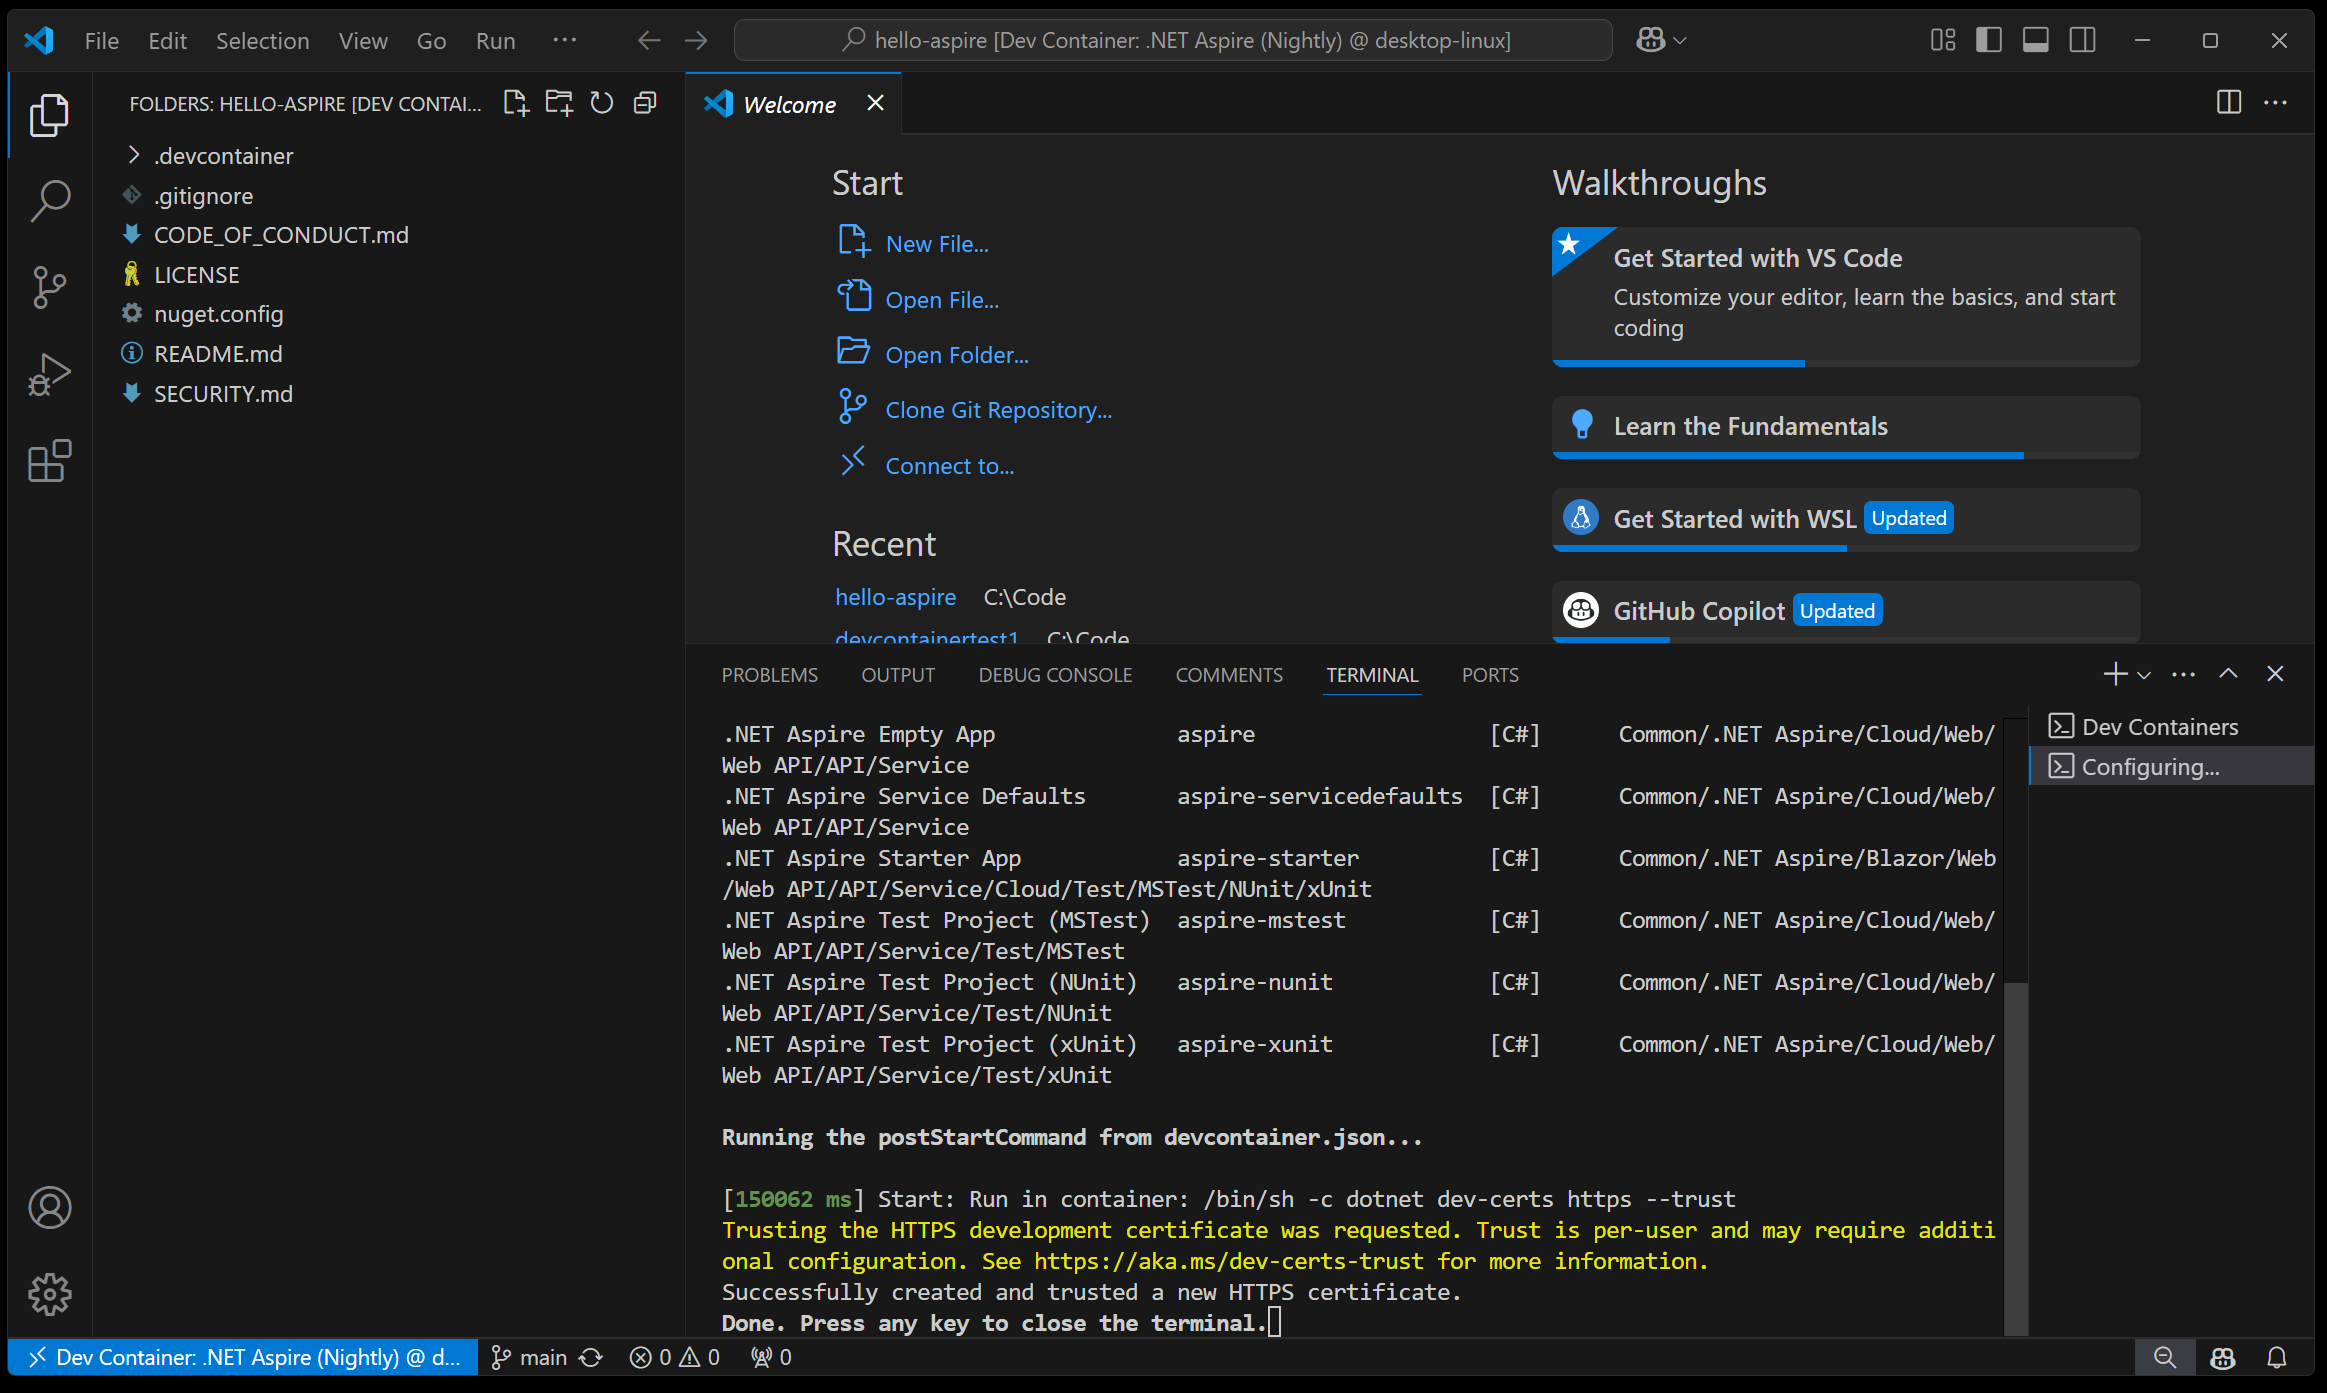 File Edit Selection View Go Run ···
hello-aspire [Dev Container: .NET Aspire (Nightly) @ desktop-linux]
FOLDERS: HELLO-ASPIRE [DEV CONTAI...
.devcontainer
.gitignore
CODE_OF_CONDUCT.md
LICENSE
nuget.config
README.md
SECURITY.md
Welcome
Start
New File...
Open File...
Open Folder...
Clone Git Repository...
Connect to...
Recent
hello-aspire C:\Code
devcontainertest1 C:\Code
Walkthroughs
Get Started with VS Code
Customize your editor, learn the basics, and start
coding
Learn the Fundamentals
Get Started with WSL Updated
GitHub Copilot Updated
PROBLEMS OUTPUT DEBUG CONSOLE COMMENTS TERMINAL PORTS
.NET Aspire Empty App aspire [C#] Common/.NET Aspire/Cloud/Web/
Web API/API/Service
.NET Aspire Service Defaults aspire-servicedefaults [C#] Common/.NET Aspire/Cloud/Web/
Web API/API/Service
.NET Aspire Starter App aspire-starter [C#] Common/.NET Aspire/Blazor/Web
/Web API/API/Service/Cloud/Test/MSTest/NUnit/xUnit
.NET Aspire Test Project (MSTest) aspire-mstest [C#] Common/.NET Aspire/Cloud/Web/
Web API/API/Service/Test/MSTest
.NET Aspire Test Project (NUnit) aspire-nunit [C#] Common/.NET Aspire/Cloud/Web/
Web API/API/Service/Test/NUnit
.NET Aspire Test Project (xUnit) aspire-xunit [C#] Common/.NET Aspire/Cloud/Web/
Web API/API/Service/Test/xUnit
Running the postStartCommand from devcontainer.json...
[150062 ms] Start: Run in container: /bin/sh -c dotnet dev-certs https --trust
Trusting the HTTPS development certificate was requested. Trust is per-user and may require additi
onal configuration. See https://aka.ms/dev-certs-trust for more information.
Successfully created and trusted a new HTTPS certificate.
Done. Press any key to close the terminal.
Dev Containers
Configuring...
Dev Container: .NET Aspire (Nightly) @ d... main 0 0 0